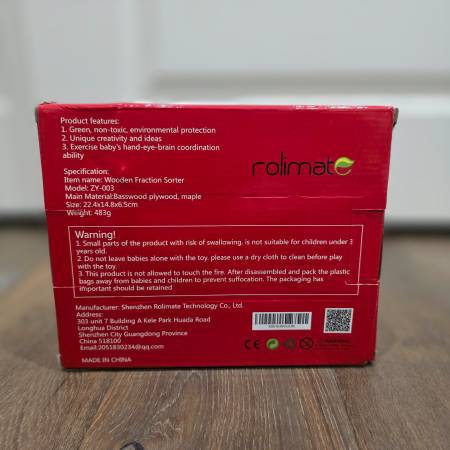 Product features:
1. Green, non-toxic, environmental protection
2. Unique creativity and ideas
3. Exercise baby's hand-eye-brain coordination
ability
rolimate
Specification:
Item name: Wooden Fraction Sorter
Model: ZY-003
Main Material:Basswood plywood, maple
Size: 22.4x14.8x6.5cm
Weight: 483g
Warning!
1. Small parts of the product with risk of swallowing, is not suitable for children under 3
years old.
2. Do not leave babies alone with the toy, please use a dry cloth to clean before play
with the toy.
3. This product is not allowed to touch the fire. After disassembled and pack the plastic
bags away from babies and children to prevent suffocation. The packaging has
important should be retained
Manufacturer: Shenzhen Rolimate Technology Co., Ltd.
Address:
303 unit 7 Building A Kele Park Huada Road
Longhua District
Shenzhen City Guangdong Province
China 518100
Email:2051830234@qq.com
MADE IN CHINA
CE
WARNING